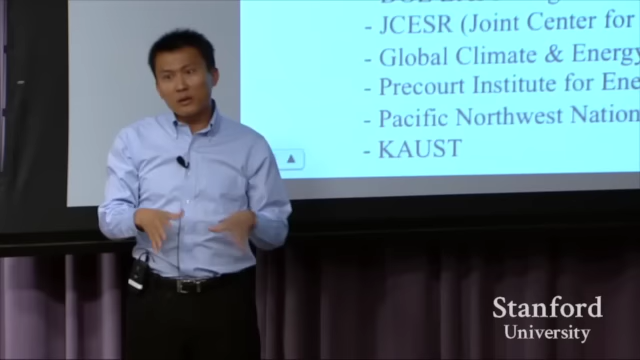 - JCESR (Joint Center for
- Global Climate & Energy
- Precourt Institute for Ene
- Pacific Northwest Nation
- KAUST
Stanford
University